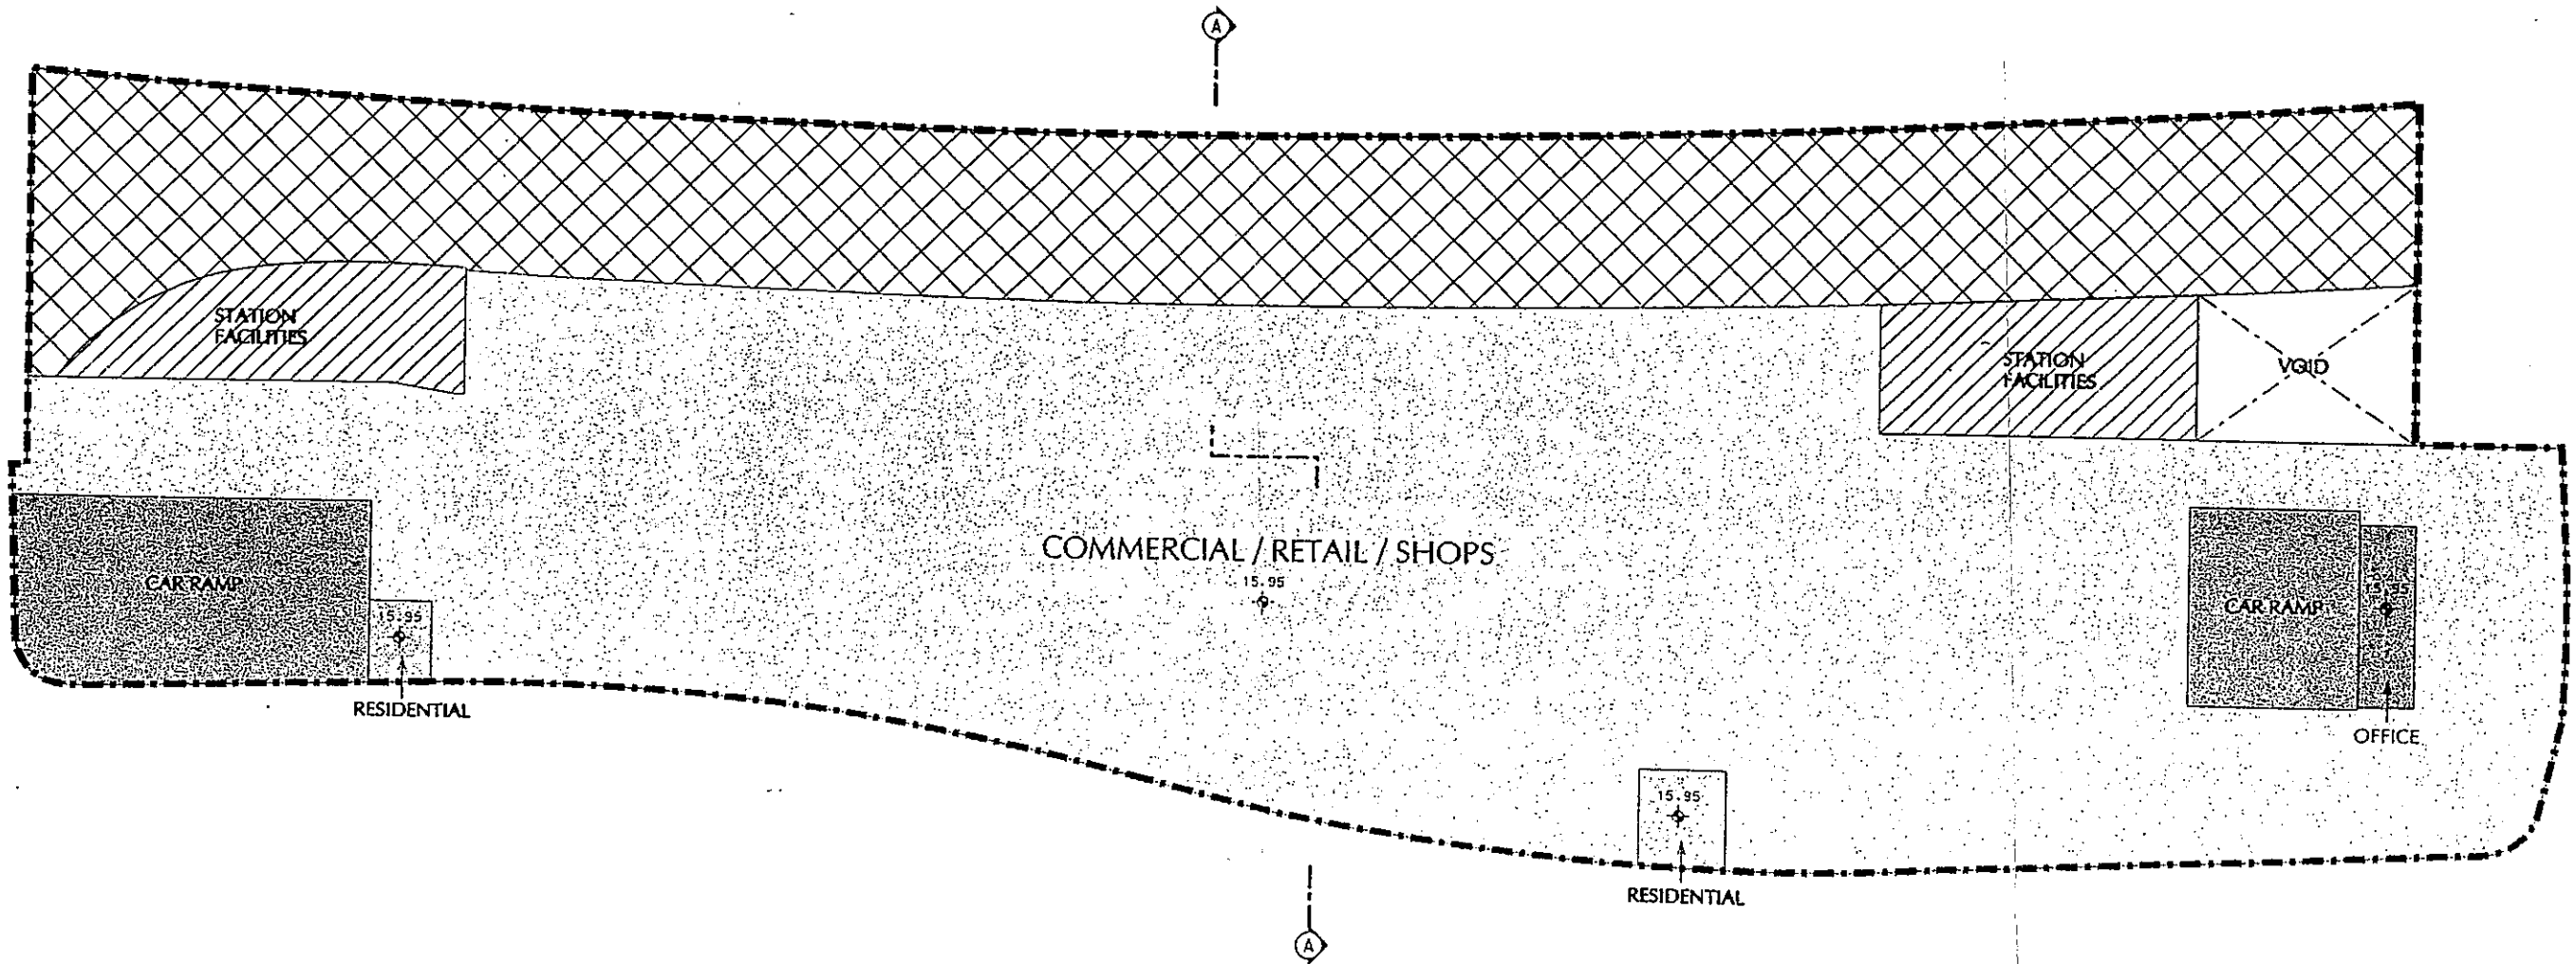 A
STATION
FACILITIES
STATION
FACILITIES
VOID
COMMERCIAL / RETAIL / SHOPS
15.95
CAR RAMP
15.95
RESIDENTIAL
CAR RAMP
15.95
OFFICE
15.95
RESIDENTIAL
A